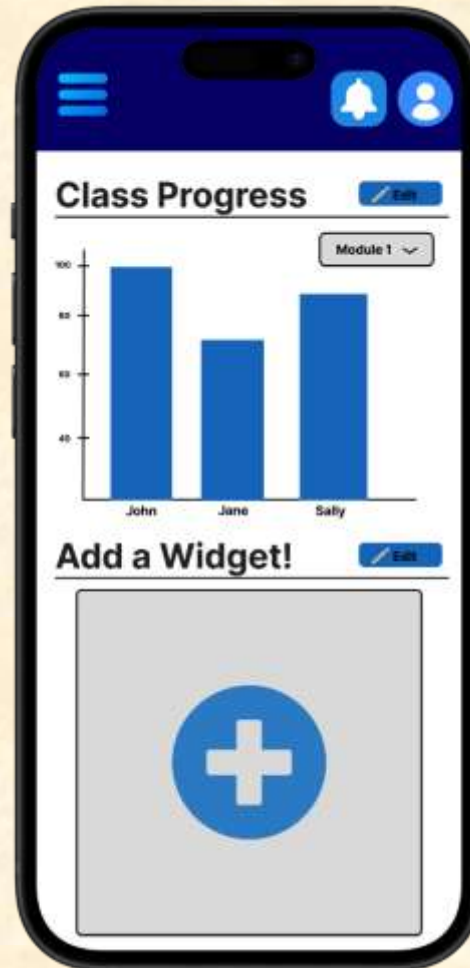 Class Progress
Edit
Module 1
100
80
60
40
John Jane Sally
Add a Widget!
Edit